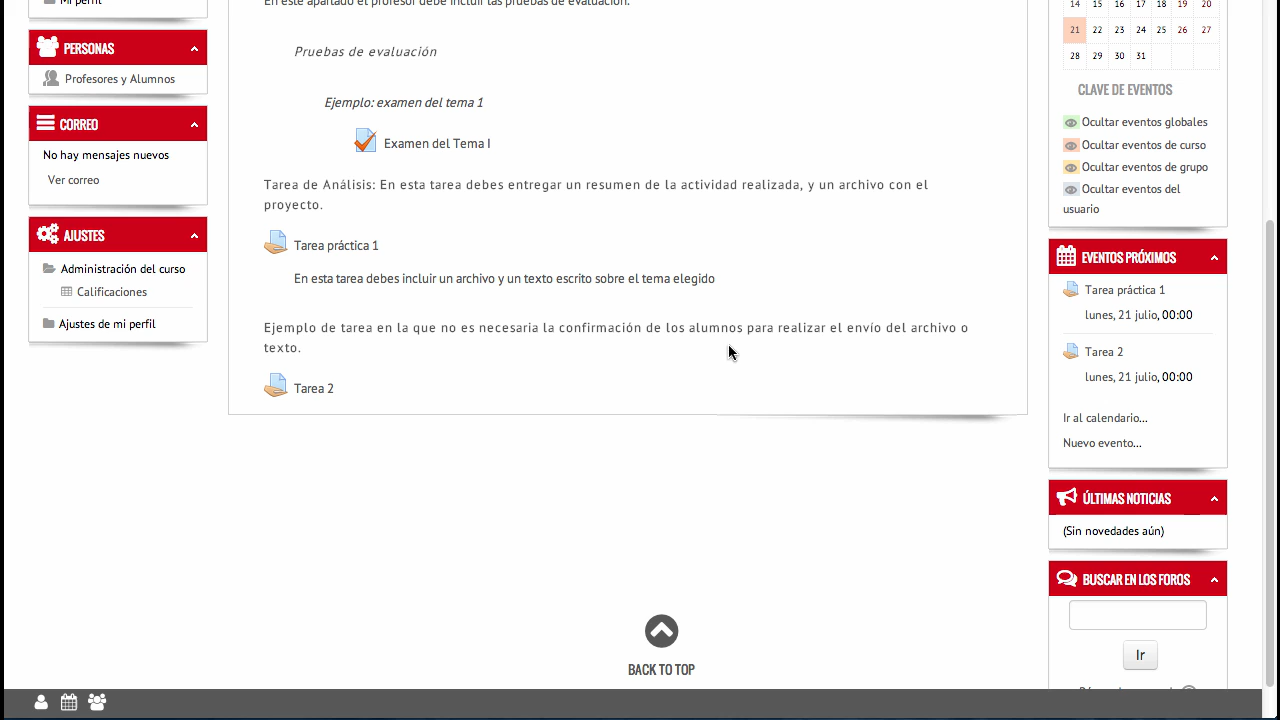 Mi perfil
PERSONAS
Profesores y Alumnos
CORREO
No hay mensajes nuevos
Ver correo
AJUSTES
Administración del curso
Calificaciones
Ajustes de mi perfil
En este apartado el profesor debe incluir las pruebas de evaluación.
Pruebas de evaluación
Ejemplo: examen del tema 1
Examen del Tema I
Tarea de Análisis: En esta tarea debes entregar un resumen de la actividad realizada, y un archivo con el
proyecto.
Tarea práctica 1
En esta tarea debes incluir un archivo y un texto escrito sobre el tema elegido
Ejemplo de tarea en la que no es necesaria la confirmación de los alumnos para realizar el envío del archivo o
texto.
Tarea 2
BACK TO TOP
14 15 16 17 18 19 20
21 22 23 24 25 26 27
28 29 30 31
CLAVE DE EVENTOS
Ocultar eventos globales
Ocultar eventos de curso
Ocultar eventos de grupo
Ocultar eventos del
usuario
EVENTOS PRÓXIMOS
Tarea práctica 1
lunes, 21 julio, 00:00
Tarea 2
lunes, 21 julio, 00:00
Ir al calendario...
Nuevo evento...
ÚLTIMAS NOTICIAS
(Sin novedades aún)
BUSCAR EN LOS FOROS
Ir